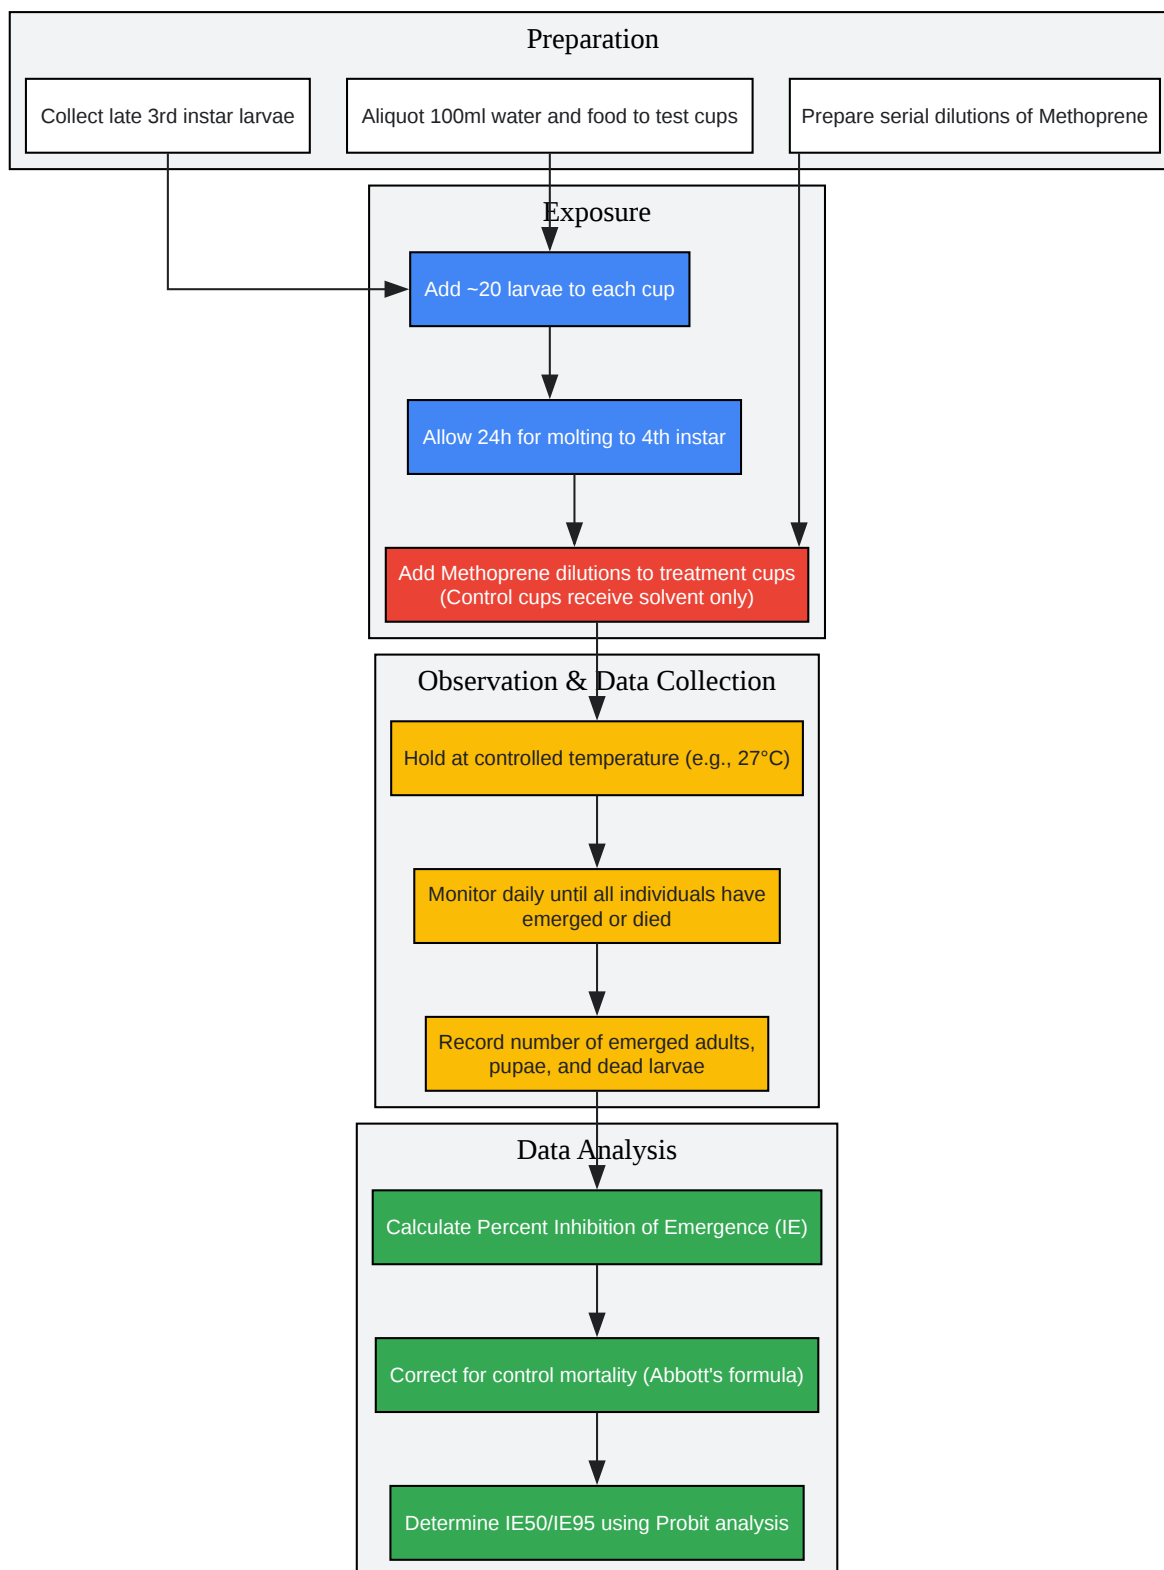 Preparation
Collect late 3rd instar larvae
Aliquot 100ml water and food to test cups
Prepare serial dilutions of Methoprene
Exposure
Add ~20 larvae to each cup
Allow 24h for molting to 4th instar
Add Methoprene dilutions to treatment cups
(Control cups receive solvent only)
Observation & Data Collection
Hold at controlled temperature (e.g., 27°C)
Monitor daily until all individuals have
emerged or died
Record number of emerged adults,
pupae, and dead larvae
Data Analysis
Calculate Percent Inhibition of Emergence (IE)
Correct for control mortality (Abbott's formula)
Determine IE50/IE95 using Probit analysis